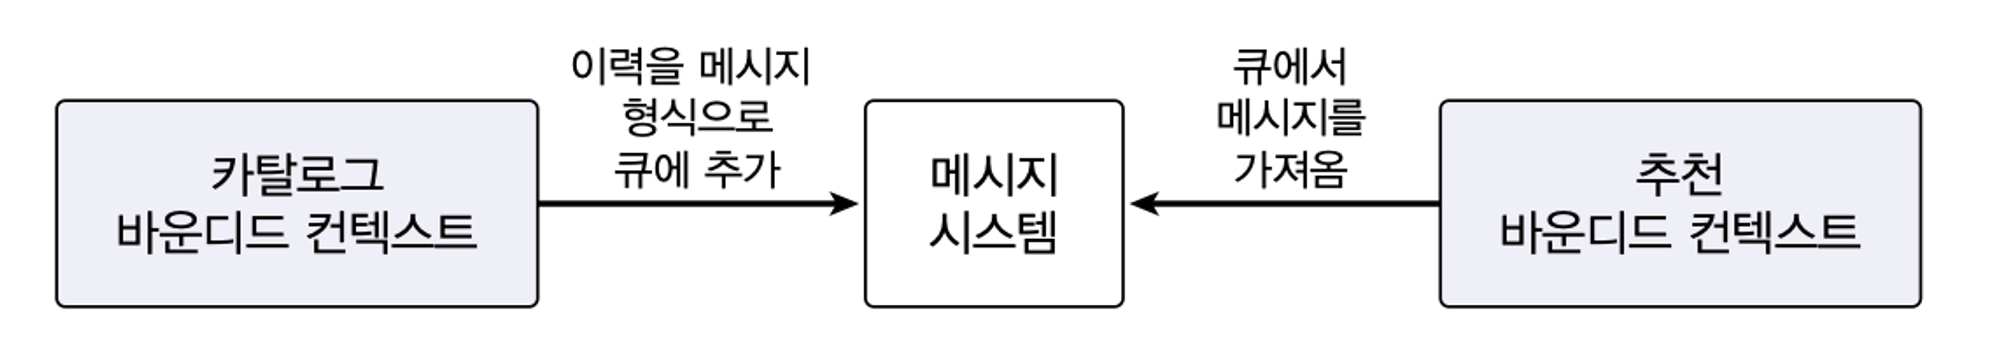 카탈로그
바운디드 컨텍스트
이력을 메시지
형식으로
큐에 추가
메시지
시스템
큐에서
메시지를
가져옴
추천
바운디드 컨텍스트